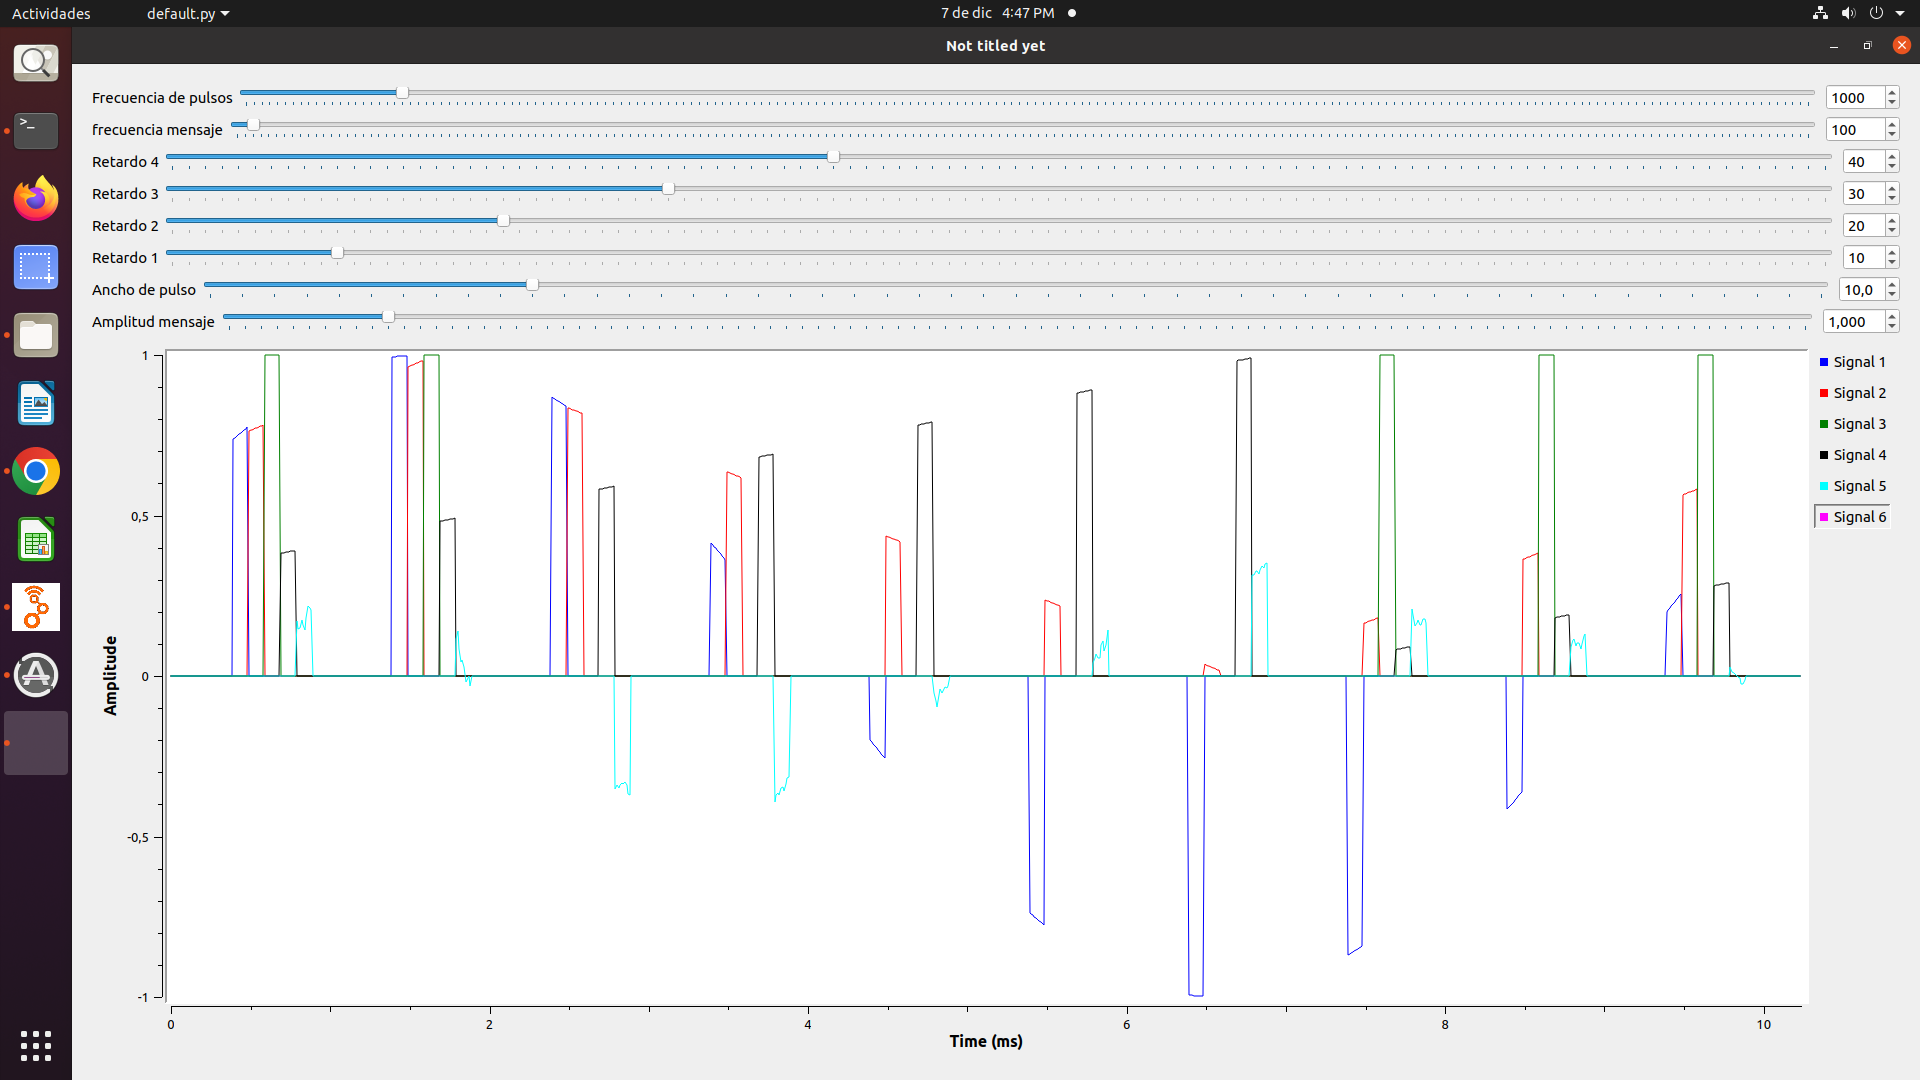 Actividades default.py 7 de dic 4:47 PM
Not titled yet
Frecuencia de pulsos 1000
frecuencia mensaje 100
Retardo 4 40
Retardo 3 30
Retardo 2 20
Retardo 1 10
Ancho de pulso 10,0
Amplitud mensaje 1,000
1
0,5
0
-0,5
-1
Amplitude
0 2 4 6 8 10
Time (ms)
Signal 1
Signal 2
Signal 3
Signal 4
Signal 5
Signal 6